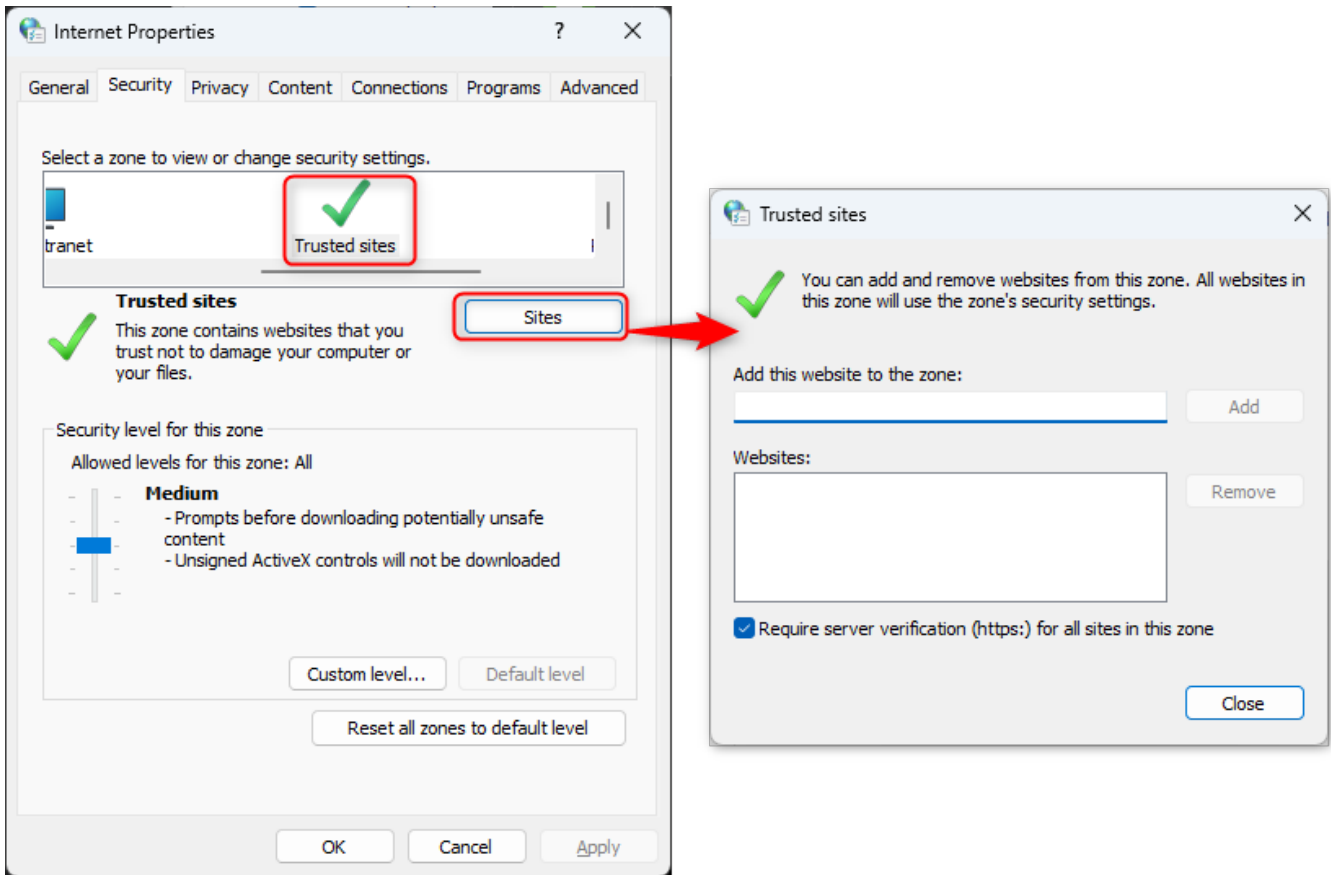 Internet Properties
?
General Security Privacy Content Connections Programs Advanced
Select a zone to view or change security settings.
tranet
Trusted sites
Trusted sites
This zone contains websites that you
trust not to damage your computer or
your files.
Sites
Security level for this zone
Allowed levels for this zone: All
Medium
- Prompts before downloading potentially unsafe
content
- Unsigned ActiveX controls will not be downloaded
Custom level...
Default level
Reset all zones to default level
OK
Cancel
Apply
Trusted sites
You can add and remove websites from this zone. All websites in
this zone will use the zone's security settings.
Add this website to the zone:
Add
Websites:
Remove
Require server verification (https:) for all sites in this zone
Close